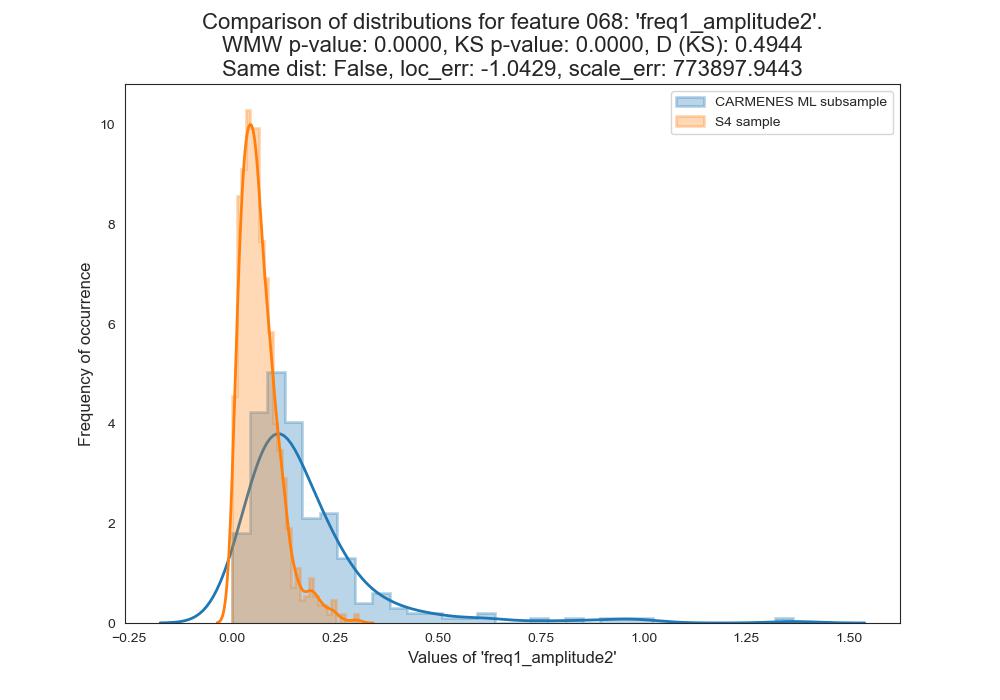 Comparison of distributions for feature 068: 'freq1_amplitude2'.
WMW p-value: 0.0000, KS p-value: 0.0000, D (KS): 0.4944
Same dist: False, loc_err: -1.0429, scale_err: 773897.9443
CARMENES ML subsample
S4 sample
Frequency of occurrence
10
8
6
4
2
0
−0.25 0.00 0.25 0.50 0.75 1.00 1.25 1.50
Values of 'freq1_amplitude2'